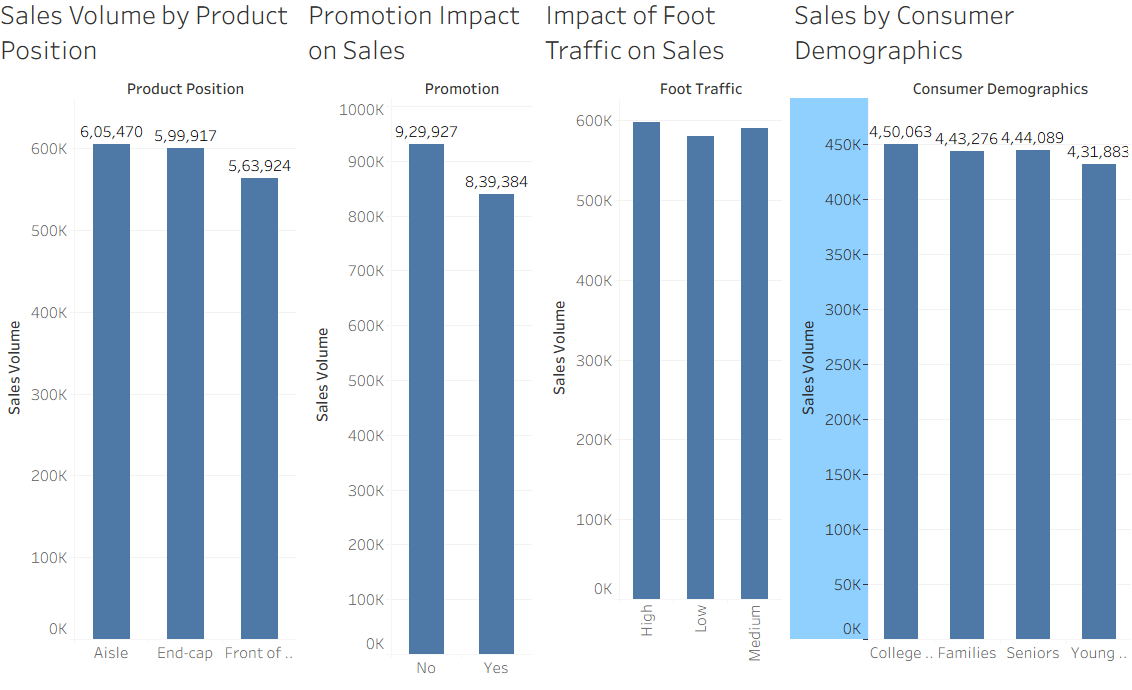 Sales Volume by Product
Position
Product Position
Sales Volume
600K
500K
400K
300K
200K
100K
0K
6,05,470
5,99,917
5,63,924
Aisle
End-cap
Front of ..
Promotion Impact
on Sales
Promotion
Sales Volume
1000K
900K
800K
700K
600K
500K
400K
300K
200K
100K
0K
9,29,927
8,39,384
No
Yes
Impact of Foot
Traffic on Sales
Foot Traffic
Sales Volume
600K
500K
400K
300K
200K
100K
0K
High
Low
Medium
Sales by Consumer
Demographics
Consumer Demographics
Sales Volume
450K
400K
350K
300K
250K
200K
150K
100K
50K
0K
4,50,063
4,43,276
4,44,089
4,31,883
College ..
Families
Seniors
Young ..